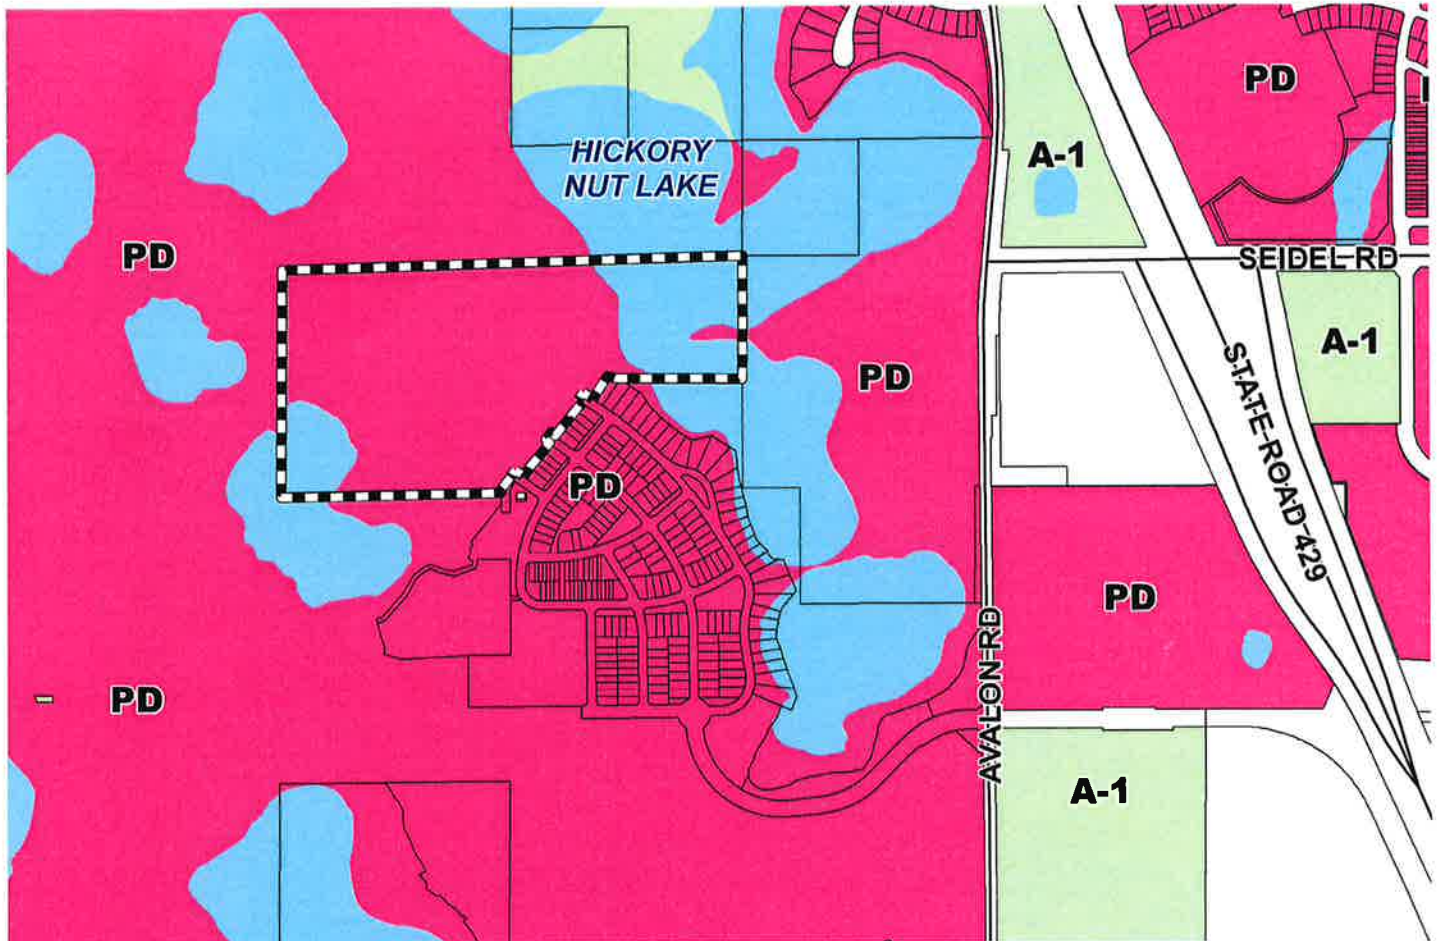 PD
HICKORY
NUT LAKE
A-1
PD
SEIDEL RD
PD
A-1
PD
STATE ROAD 429
PD
PD
AVALON RD
PD
A-1